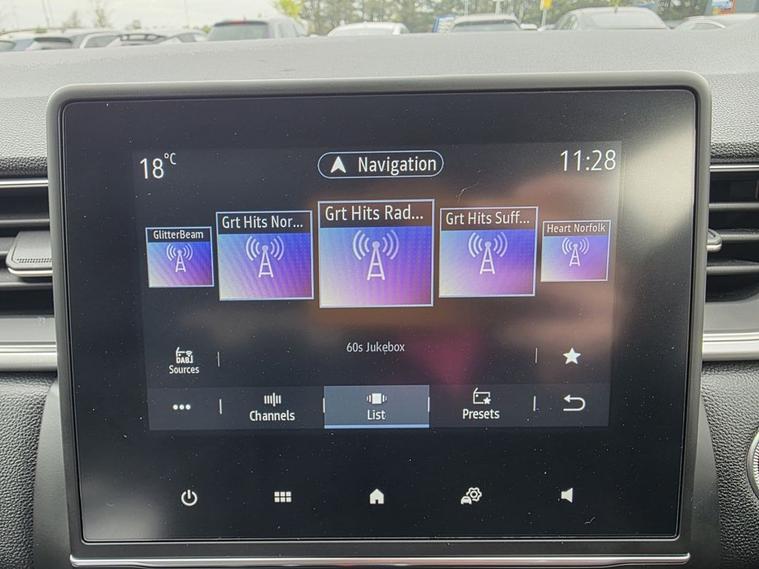 18°C
Navigation
11:28
GlitterBeam
Grt Hits Nor...
Grt Hits Rad...
Grt Hits Suff...
Heart Norfolk
60s Jukebox
DAB
Sources
Channels
List
Presets